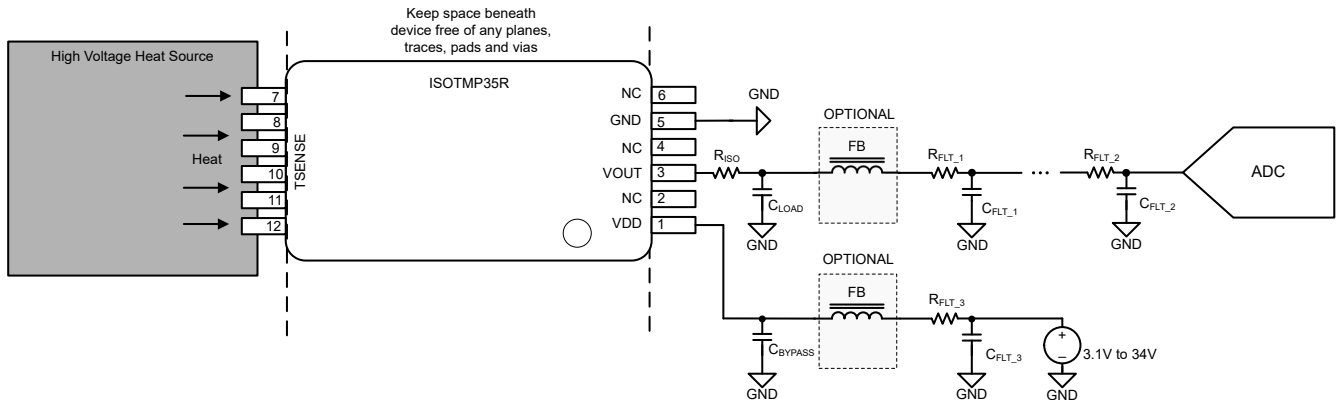 Keep space beneath
device free of any planes,
traces, pads and vias
High Voltage Heat Source
ISOTMP35R
7
8
9
10
11
12
Heat
TSENSE
NC
6
GND
5
NC
4
VOUT
3
NC
2
VDD
1
GND
RISO
CLOAD
GND
OPTIONAL
FB
RFLT_1
CFLT_1
GND
...
RFLT_2
CFLT_2
GND
ADC
OPTIONAL
FB
CBYPASS
GND
RFLT_3
CFLT_3
GND
+
–
3.1V to 34V
GND